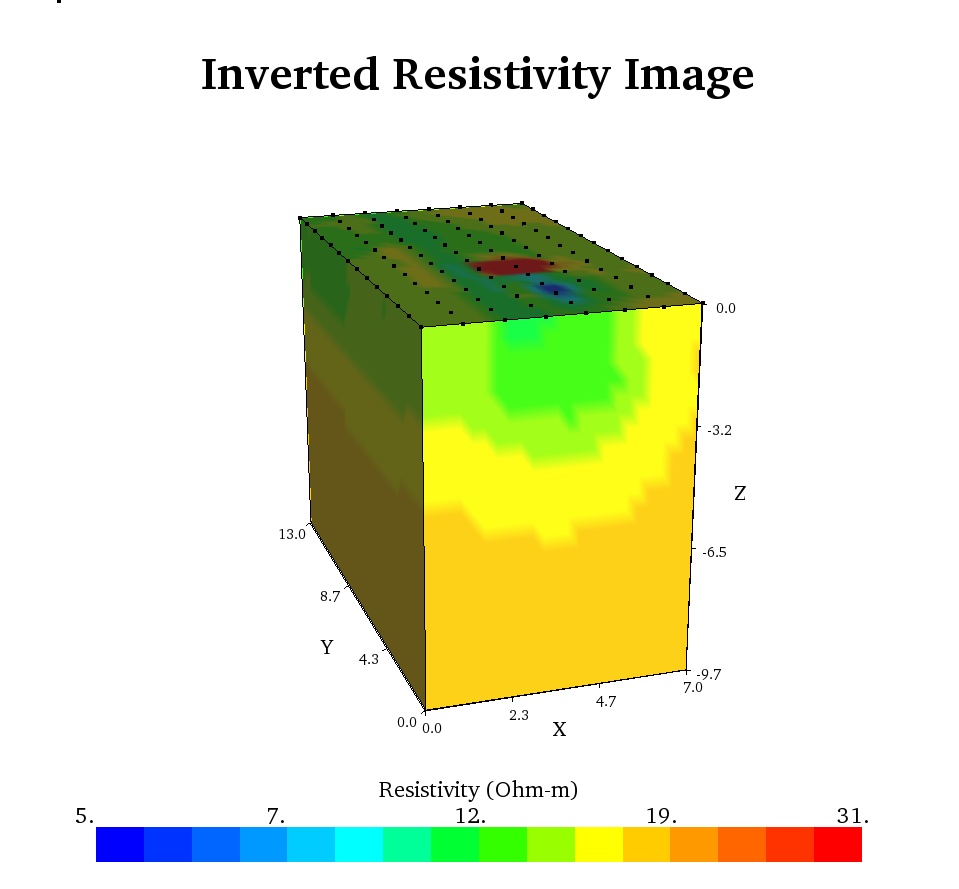 Inverted Resistivity Image
0.0
-3.2
Z
13.0
-6.5
8.7
Y
4.3
-9.7
7.0
4.7
2.3
0.0
0.0
X
Resistivity (Ohm-m)
5. 7. 12. 19. 31.